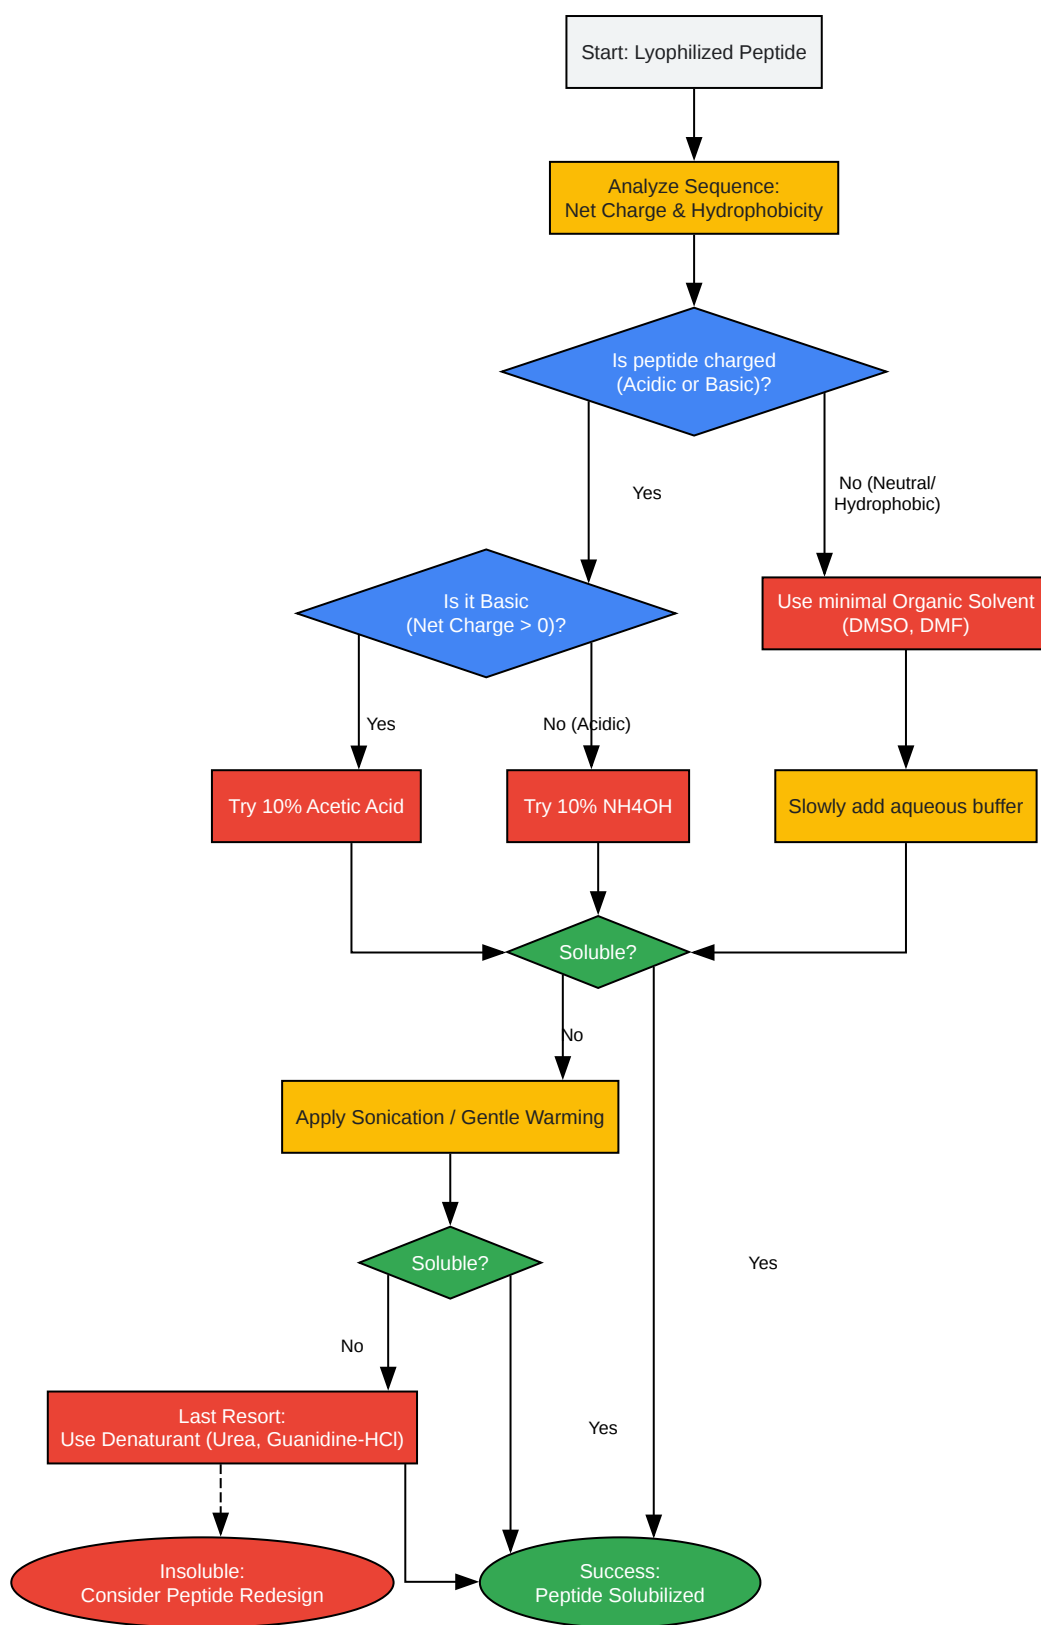 Start: Lyophilized Peptide
Analyze Sequence:
Net Charge & Hydrophobicity
Is peptide charged
(Acidic or Basic)?
Yes
No (Neutral/
Hydrophobic)
Is it Basic
(Net Charge > 0)?
Use minimal Organic Solvent
(DMSO, DMF)
Yes
No (Acidic)
Try 10% Acetic Acid
Try 10% NH4OH
Slowly add aqueous buffer
Soluble?
No
Apply Sonication / Gentle Warming
Soluble?
Yes
No
Last Resort:
Use Denaturant (Urea, Guanidine-HCl)
Yes
Insoluble:
Consider Peptide Redesign
Success:
Peptide Solubilized